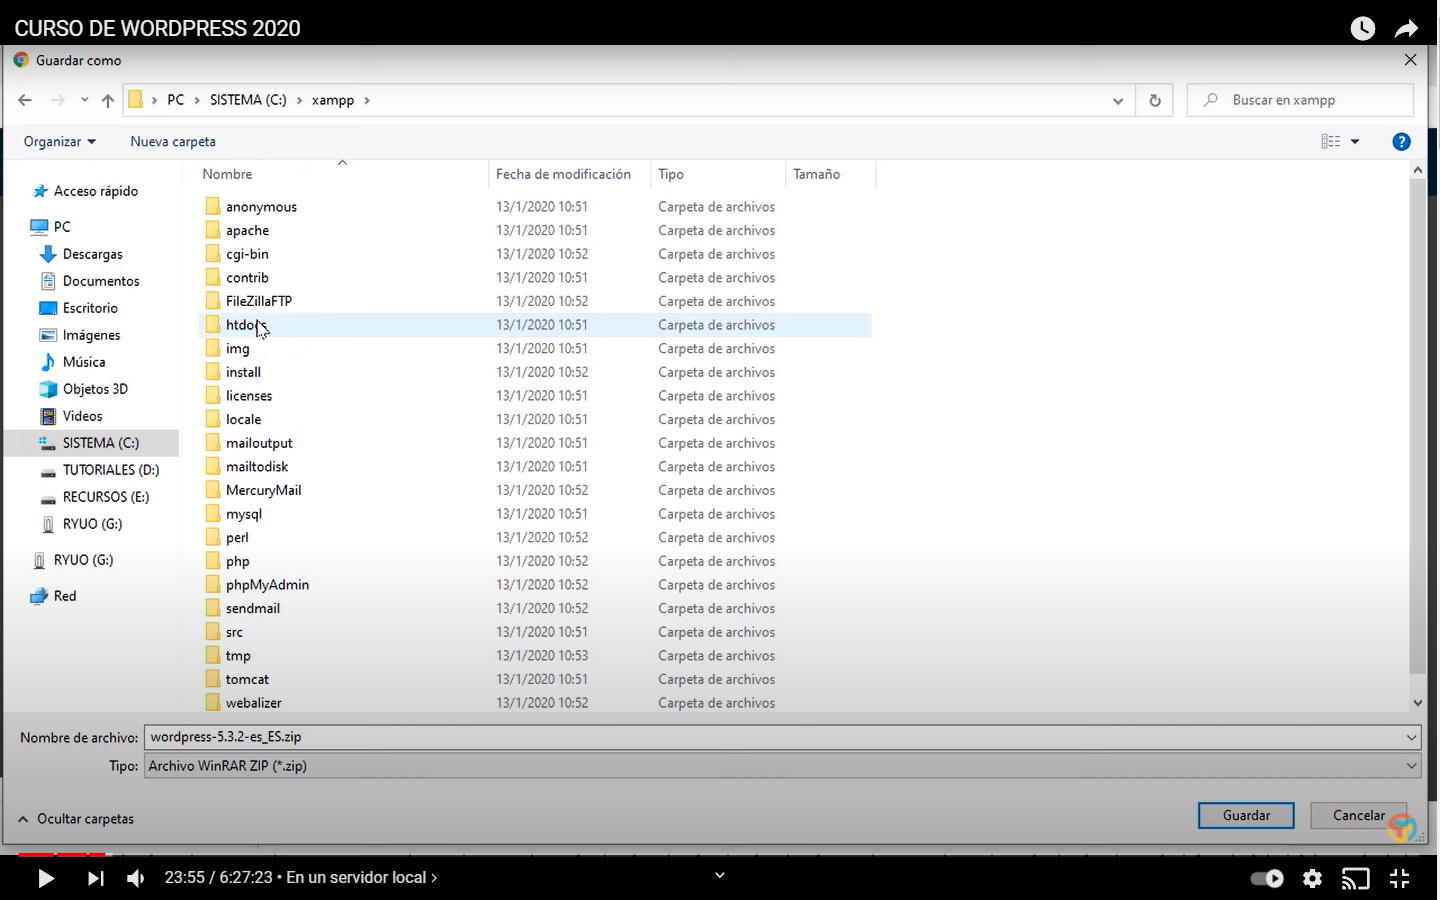 CURSO DE WORDPRESS 2020
Guardar como
PC › SISTEMA (C:) › xampp ›
Buscar en xampp
Organizar
Nueva carpeta
Nombre Fecha de modificación Tipo Tamaño
Acceso rápido
PC
Descargas
Documentos
Escritorio
Imágenes
Música
Objetos 3D
Videos
SISTEMA (C:)
TUTORIALES (D:)
RECURSOS (E:)
RYUO (G:)
RYUO (G:)
Red
anonymous 13/1/2020 10:51 Carpeta de archivos
apache 13/1/2020 10:51 Carpeta de archivos
cgi-bin 13/1/2020 10:52 Carpeta de archivos
contrib 13/1/2020 10:51 Carpeta de archivos
FileZillaFTP 13/1/2020 10:52 Carpeta de archivos
htdocs 13/1/2020 10:51 Carpeta de archivos
img 13/1/2020 10:51 Carpeta de archivos
install 13/1/2020 10:52 Carpeta de archivos
licenses 13/1/2020 10:51 Carpeta de archivos
locale 13/1/2020 10:51 Carpeta de archivos
mailoutput 13/1/2020 10:51 Carpeta de archivos
mailtodisk 13/1/2020 10:51 Carpeta de archivos
MercuryMail 13/1/2020 10:52 Carpeta de archivos
mysql 13/1/2020 10:51 Carpeta de archivos
perl 13/1/2020 10:52 Carpeta de archivos
php 13/1/2020 10:52 Carpeta de archivos
phpMyAdmin 13/1/2020 10:52 Carpeta de archivos
sendmail 13/1/2020 10:52 Carpeta de archivos
src 13/1/2020 10:51 Carpeta de archivos
tmp 13/1/2020 10:53 Carpeta de archivos
tomcat 13/1/2020 10:51 Carpeta de archivos
webalizer 13/1/2020 10:52 Carpeta de archivos
Nombre de archivo: wordpress-5.3.2-es_ES.zip
Tipo: Archivo WinRAR ZIP (*.zip)
Ocultar carpetas
Guardar
Cancelar
23:55 / 6:27:23 • En un servidor local ›